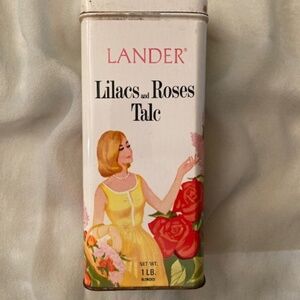 LANDER®
Lilacs and Roses
Talc
NET WT.
1 LB.